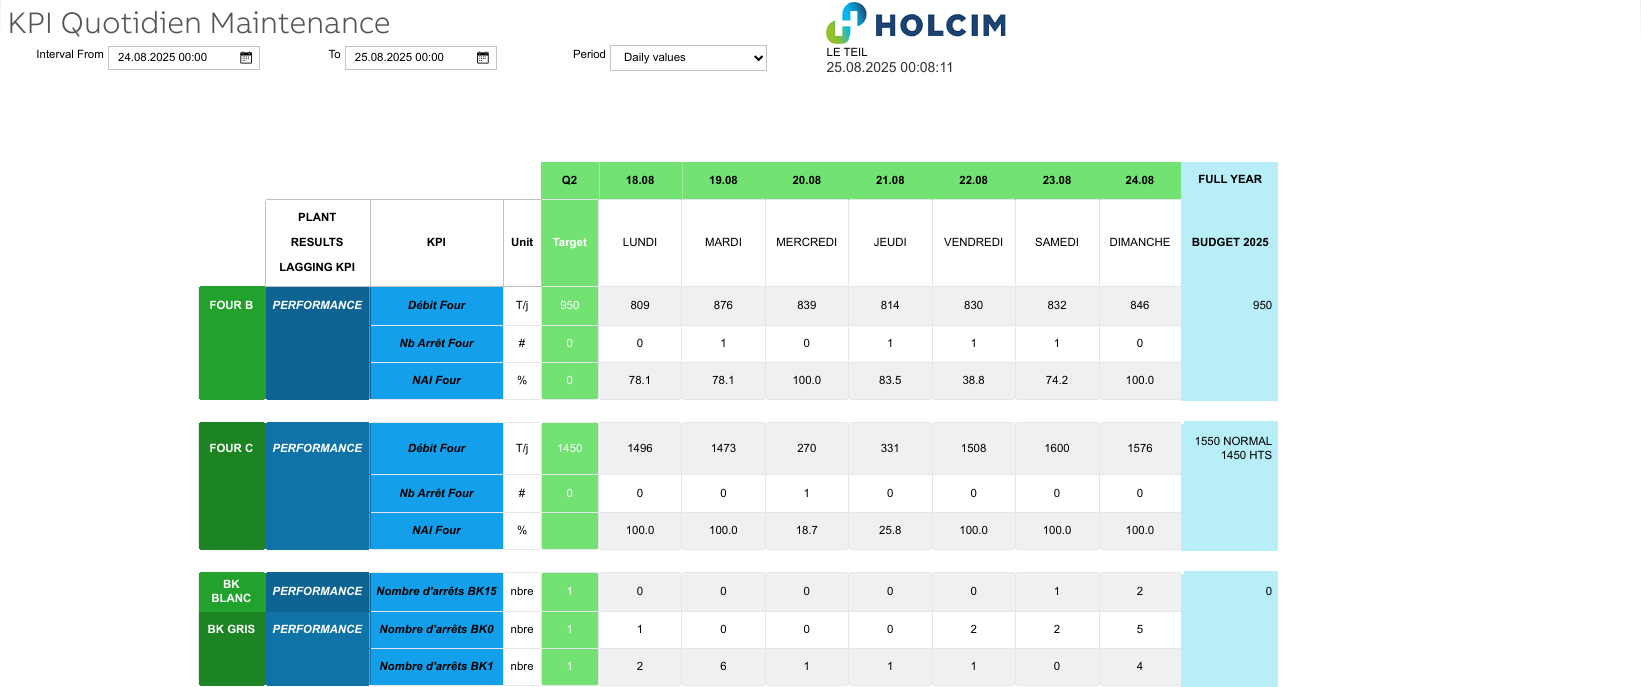 KPI Quotidien Maintenance
HOLCIM
Interval From 24.08.2025 00:00 To 25.08.2025 00:00 Period Daily values
LE TEIL
25.08.2025 00:08:11
Q2 18.08 19.08 20.08 21.08 22.08 23.08 24.08 FULL YEAR
PLANT
RESULTS
LAGGING KPI
KPI Unit Target LUNDI MARDI MERCREDI JEUDI VENDREDI SAMEDI DIMANCHE BUDGET 2025
FOUR B PERFORMANCE Débit Four T/j 950 809 876 839 814 830 832 846 950
Nb Arrêt Four # 0 0 1 0 1 1 1 0
NAI Four % 0 78.1 78.1 100.0 83.5 38.8 74.2 100.0
FOUR C PERFORMANCE Débit Four T/j 1450 1496 1473 270 331 1508 1600 1576 1550 NORMAL
1450 HTS
Nb Arrêt Four # 0 0 0 1 0 0 0 0
NAI Four % 100.0 100.0 18.7 25.8 100.0 100.0 100.0
BK
BLANC
PERFORMANCE Nombre d'arrêts BK15 nbre 1 0 0 0 0 0 1 2 0
BK GRIS PERFORMANCE Nombre d'arrêts BK0 nbre 1 1 0 0 0 2 2 5
Nombre d'arrêts BK1 nbre 1 2 6 1 1 1 0 4